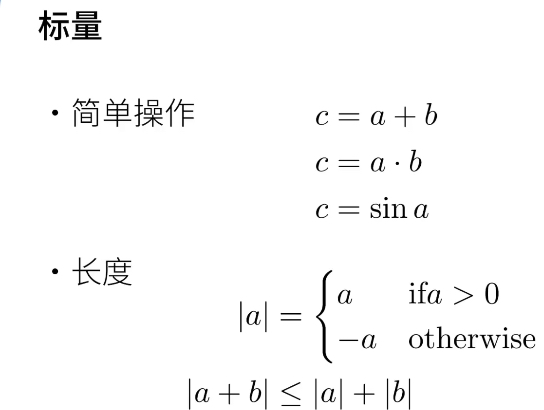 标量
• 简单操作
c = a + b
c = a · b
c = sin a
• 长度
|a| = { a ifa > 0
−a otherwise
|a + b| ≤ |a| + |b|